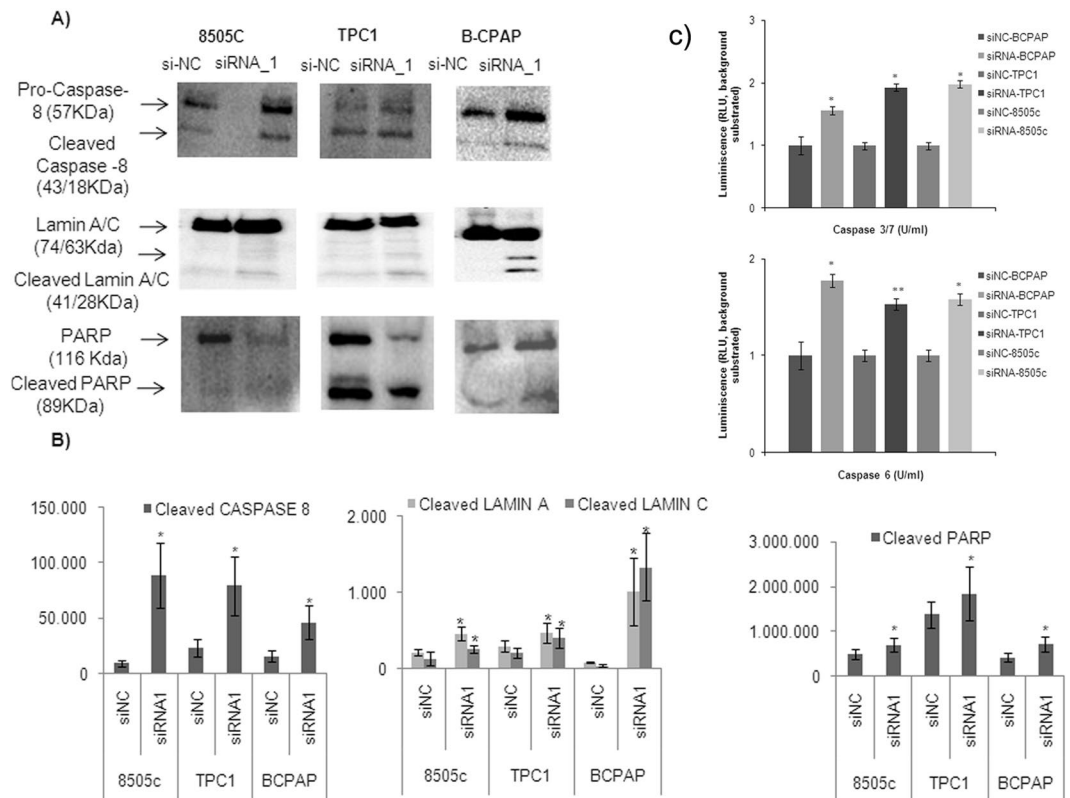 A)
8505C TPC1 B-CPAP
si-NC siRNA_1 si-NC siRNA_1 si-NC siRNA_1
Pro-Caspase-
8 (57KDa)
Cleaved
Caspase -8
(43/18KDa)
Lamin A/C
(74/63Kda)
Cleaved Lamin A/C
(41/28KDa)
PARP
(116 Kda)
Cleaved PARP
(89KDa)
c)
Luminiscence (RLU, background
substrated)
3
2
1
0
* * *
Caspase 3/7 (U/ml)
siNC-BCPAP
siRNA-BCPAP
siNC-TPC1
siRNA-TPC1
siNC-8505c
siRNA-8505c
Luminiscence (RLU, background
substrated)
2
1
0
* ** *
Caspase 6 (U/ml)
siNC-BCPAP
siRNA-BCPAP
siNC-TPC1
siRNA-TPC1
siNC-8505c
siRNA-8505c
B)
Cleaved CASPASE 8
150.000
100.000
50.000
0
* * *
siNC siRNA1 siNC siRNA1 siNC siRNA1
8505c TPC1 BCPAP
Cleaved LAMIN A Cleaved LAMIN C
2.000
1.000
0
* * * * * *
siNC siRNA1 siNC siRNA1 siNC siRNA1
8505c TPC1 BCPAP
Cleaved PARP
3.000.000
2.000.000
1.000.000
0
* * *
siNC siRNA1 siNC siRNA1 siNC siRNA1
8505c TPC1 BCPAP